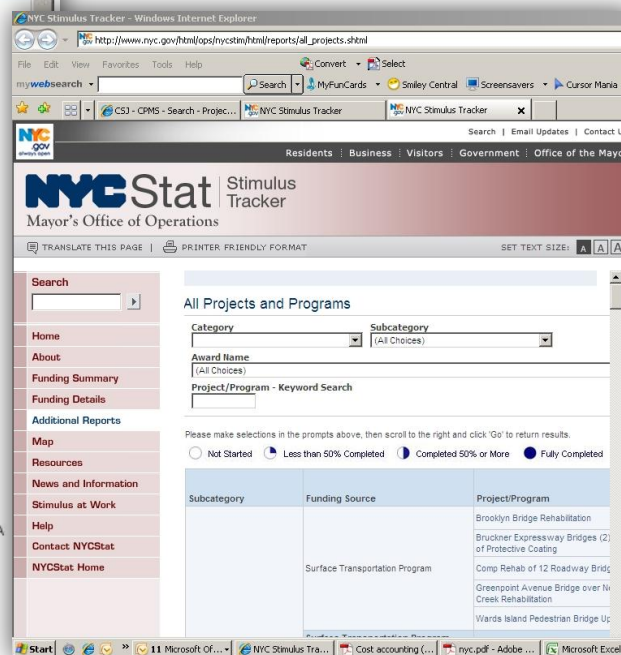 NYC Stimulus Tracker - Windows Internet Explorer
http://www.nyc.gov/html/ops/nycstim/html/reports/all_projects.shtml
File Edit View Favorites Tools Help Convert Select
mywebsearch Search MyFunCards Smiley Central Screensavers Cursor Mania
CSJ - CPMS - Search - Projec... NYC Stimulus Tracker NYC Stimulus Tracker X
Search | Email Updates | Contact U
NYC .gov always open
Residents Business Visitors Government Office of the Mayo
NYCStat Stimulus Tracker
Mayor's Office of Operations
TRANSLATE THIS PAGE | PRINTER FRIENDLY FORMAT SET TEXT SIZE: A A A
Search
Home
About
Funding Summary
Funding Details
Additional Reports
Map
Resources
News and Information
Stimulus at Work
Help
Contact NYCStat
NYCStat Home
All Projects and Programs
Category Subcategory
(All Choices)
Award Name
(All Choices)
Project/Program - Keyword Search
Please make selections in the prompts above, then scroll to the right and click 'Go' to return results.
Not Started Less than 50% Completed Completed 50% or More Fully Completed
Subcategory Funding Source Project/Program
Surface Transportation Program
Brooklyn Bridge Rehabilitation
Bruckner Expressway Bridges (2)
of Protective Coating
Comp Rehab of 12 Roadway Bridg
Greenpoint Avenue Bridge over Ne
Creek Rehabilitation
Wards Island Pedestrian Bridge Up
Surface Transportation Program
Start » 11 Microsoft Of... NYC Stimulus Tra... Cost accounting (... nyc.pdf - Adobe ... Microsoft Excel